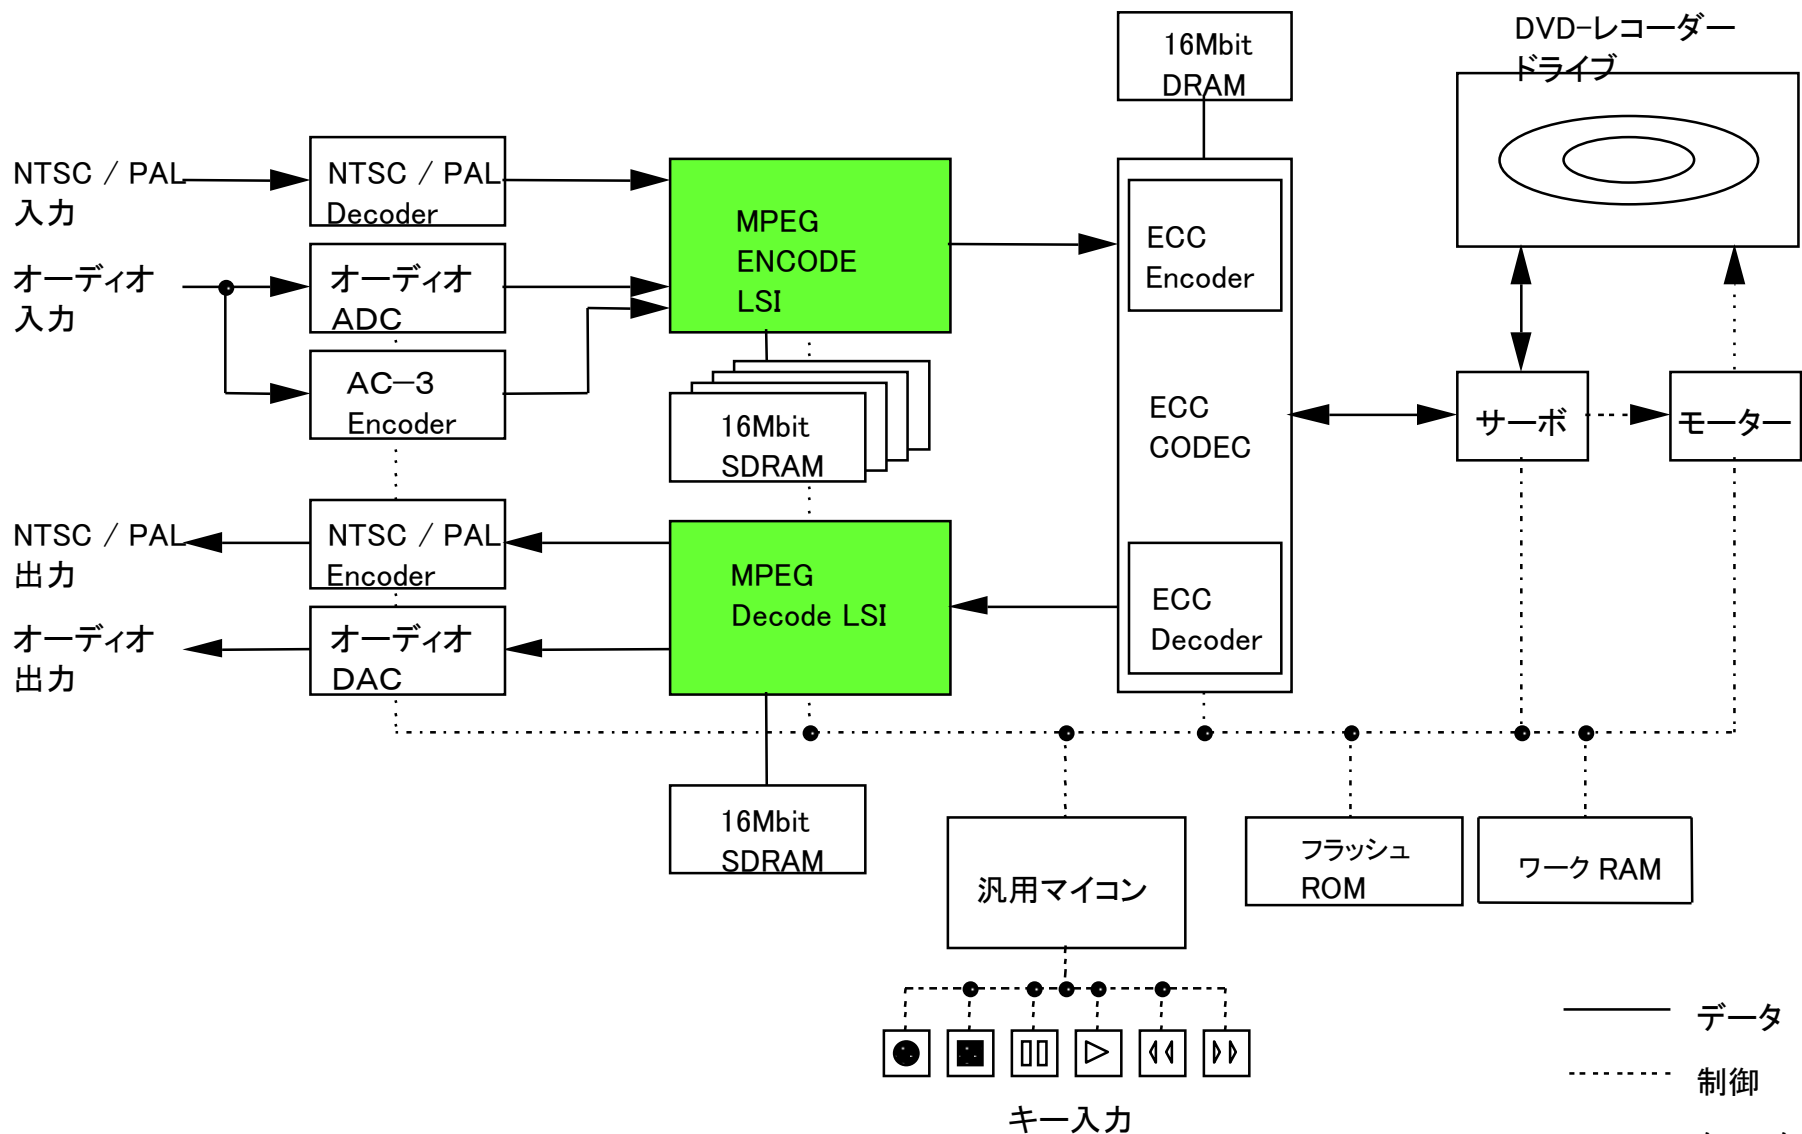 16Mbit
DRAM
DVD-レコーダー
ドライブ
NTSC / PAL
入力
NTSC / PAL
Decoder
MPEG
ENCODE
LSI
ECC
Encoder
オーディオ
入力
オーディオ
ADC
AC-3
Encoder
16Mbit
SDRAM
ECC
CODEC
サーボ
モーター
NTSC / PAL
出力
NTSC / PAL
Encoder
MPEG
Decode LSI
ECC
Decoder
オーディオ
出力
オーディオ
DAC
16Mbit
SDRAM
汎用マイコン
フラッシュ
ROM
ワーク RAM
キー入力
データ
制御